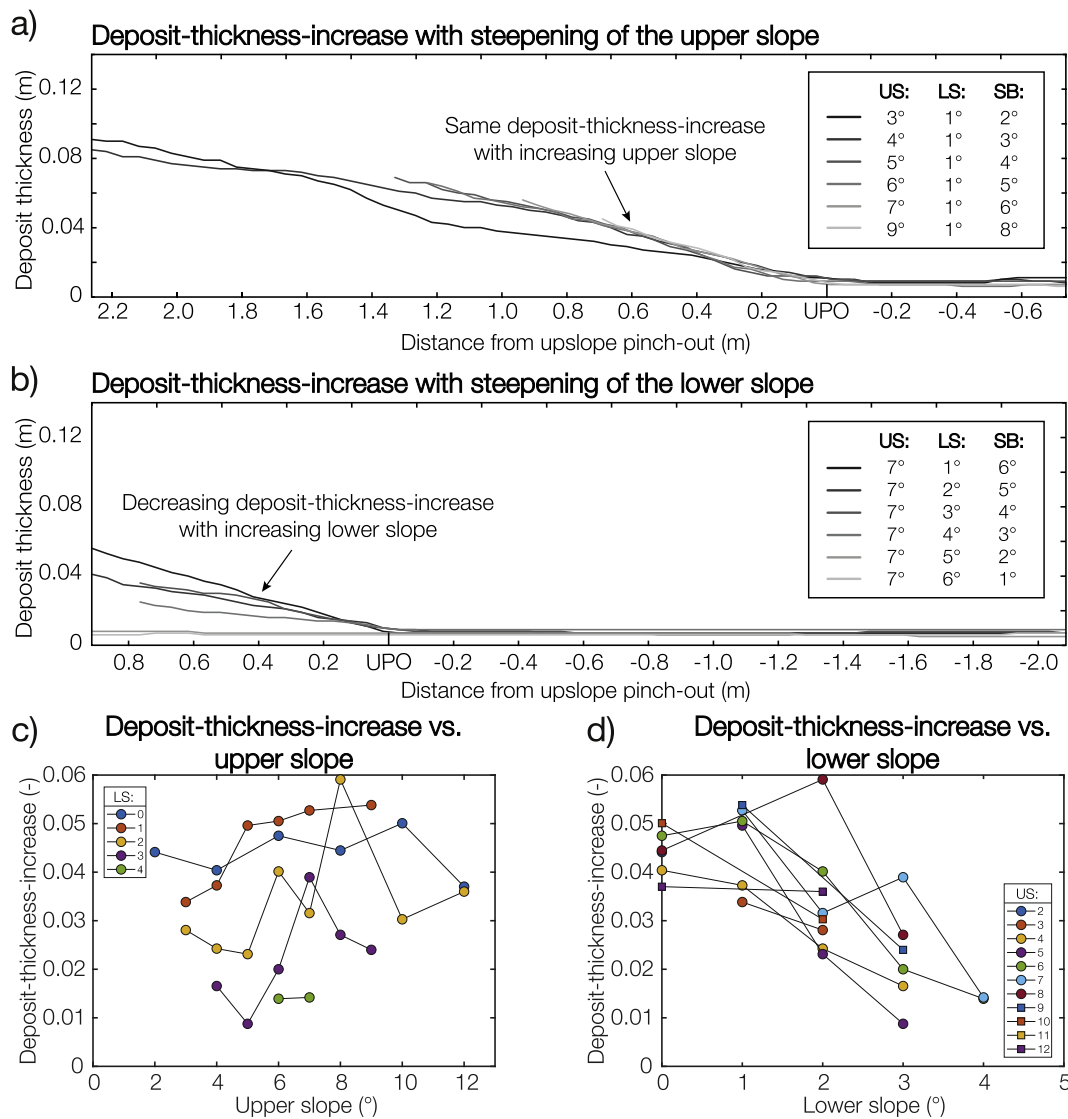 a)
Deposit-thickness-increase with steepening of the upper slope
Deposit thickness (m)
0.12
0.08
0.04
0
Same deposit-thickness-increase
with increasing upper slope
US: LS: SB:
3° 1° 2°
4° 1° 3°
5° 1° 4°
6° 1° 5°
7° 1° 6°
9° 1° 8°
2.2 2.0 1.8 1.6 1.4 1.2 1.0 0.8 0.6 0.4 0.2 UPO -0.2 -0.4 -0.6
Distance from upslope pinch-out (m)
b)
Deposit-thickness-increase with steepening of the lower slope
Deposit thickness (m)
0.12
0.08
0.04
0
Decreasing deposit-thickness-increase
with increasing lower slope
US: LS: SB:
7° 1° 6°
7° 2° 5°
7° 3° 4°
7° 4° 3°
7° 5° 2°
7° 6° 1°
0.8 0.6 0.4 0.2 UPO -0.2 -0.4 -0.6 -0.8 -1.0 -1.2 -1.4 -1.6 -1.8 -2.0
Distance from upslope pinch-out (m)
c)
Deposit-thickness-increase vs.
upper slope
Deposit-thickness-increase (-)
0.06
0.05
0.04
0.03
0.02
0.01
0
LS:
0
1
2
3
4
0 2 4 6 8 10 12
Upper slope (°)
d)
Deposit-thickness-increase vs.
lower slope
Deposit-thickness-increase (-)
0.06
0.05
0.04
0.03
0.02
0.01
0
US:
2
3
4
5
6
7
8
9
10
11
12
0 1 2 3 4 5
Lower slope (°)